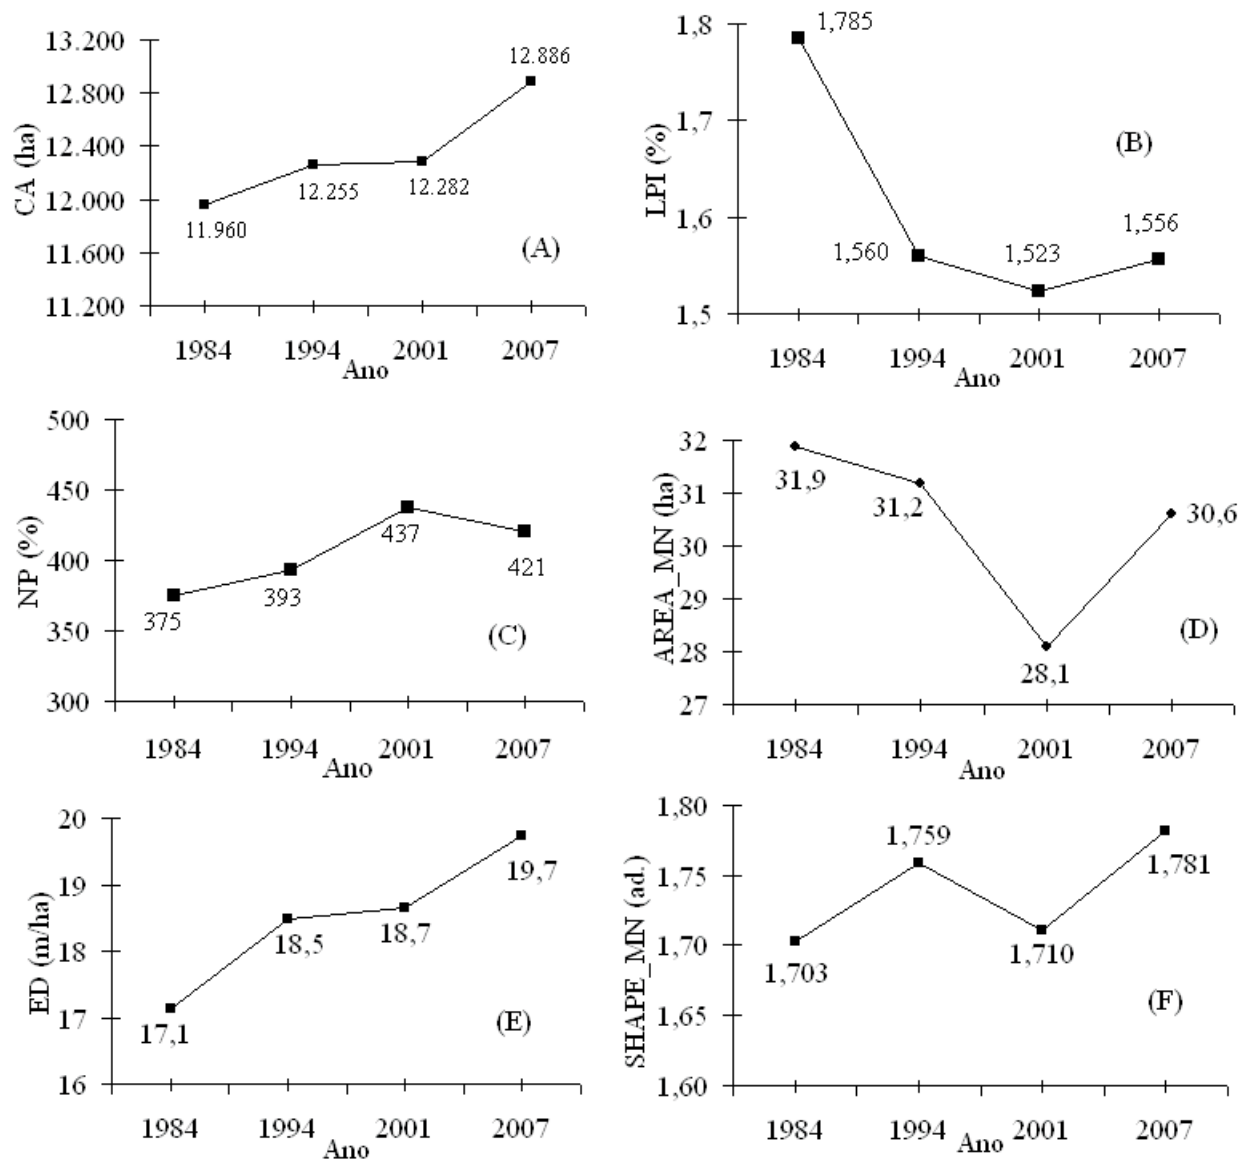 13.200
12.800
12.400
12.000
11.600
11.200
CA (ha)
11.960
12.255
12.282
12.886
(A)
1984 1994 2001 2007
Ano
1,8
1,7
1,6
1,5
LPI (%)
1,785
1,560
1,523
1,556
(B)
1984 1994 2001 2007
Ano
500
450
400
350
300
NP (%)
375
393
437
421
(C)
1984 1994 2001 2007
Ano
32
31
30
29
28
27
AREA_MN (ha)
31,9
31,2
28,1
30,6
(D)
1984 1994 2001 2007
Ano
20
19
18
17
16
ED (m/ha)
17,1
18,5
18,7
19,7
(E)
1984 1994 2001 2007
Ano
1,80
1,75
1,70
1,65
1,60
SHAPE_MN (ad.)
1,703
1,759
1,710
1,781
(F)
1984 1994 2001 2007
Ano